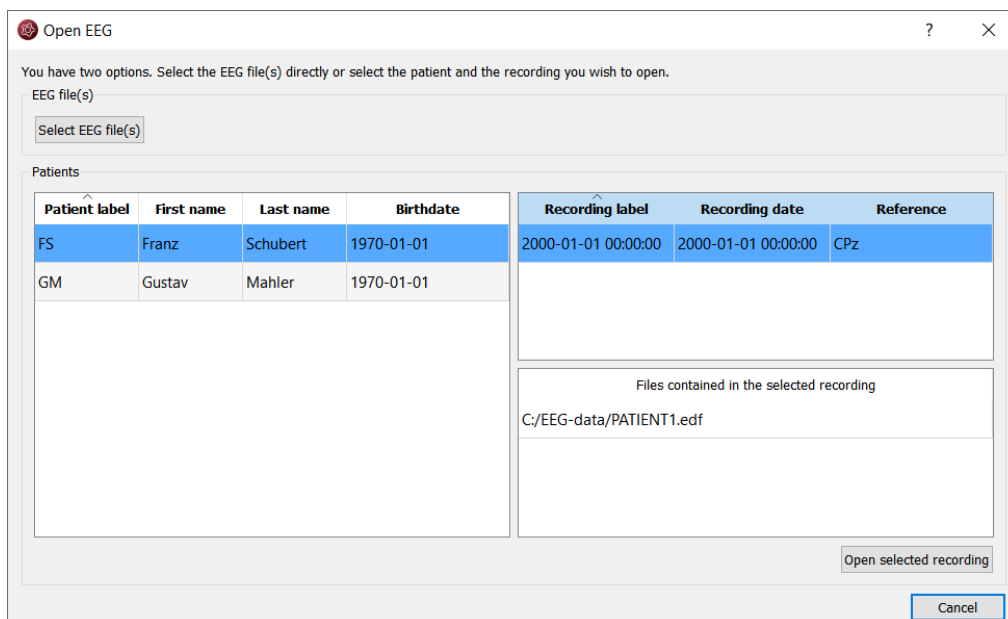 Open EEG
?
You have two options. Select the EEG file(s) directly or select the patient and the recording you wish to open.
EEG file(s)
Select EEG file(s)
Patients
Patient label First name Last name Birthdate
FS Franz Schubert 1970-01-01
GM Gustav Mahler 1970-01-01
Recording label Recording date Reference
2000-01-01 00:00:00 2000-01-01 00:00:00 CPz
Files contained in the selected recording
C:/EEG-data/PATIENT1.edf
Open selected recording
Cancel